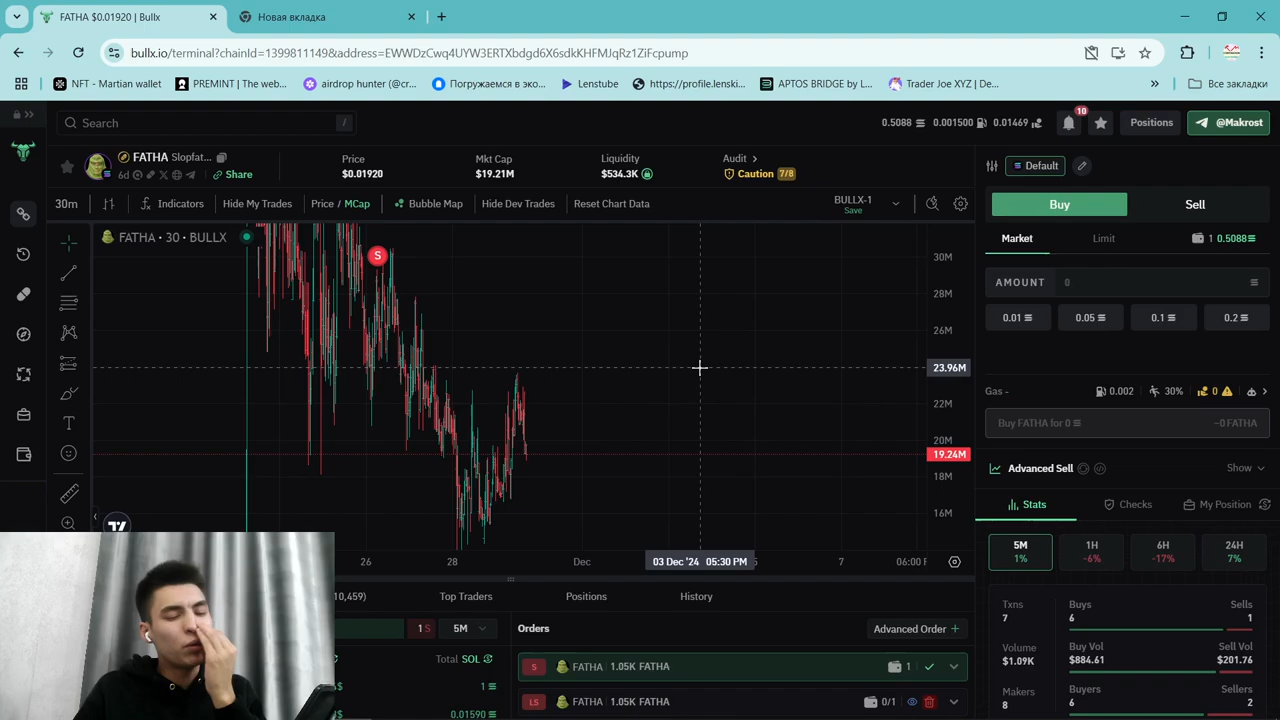 FATHA $0.01920 | Bullx
Новая вкладка
bullx.io/terminal?chainId=1399811149&address=EWWDzCwq4UYW3ERTXbdgd6X6sdkKHFMJqRz1ZiFcpump
NFT - Martian wallet
PREMINT | The web...
airdrop hunter (@cr...
Погружаемся в эко...
Lenstube
https://profile.lenski...
APTOS BRIDGE by L...
Trader Joe XYZ | De...
»
Все закладки
Search
/
0.5088
0.001500
0.01469
10
Positions
@Makrost
FATHA Slopfat...
6d
Share
Price
$0.01920
Mkt Cap
$19.21M
Liquidity
$534.3K
Audit
Caution 7/8
Default
30m
Indicators
Hide My Trades
Price / MCap
Bubble Map
Hide Dev Trades
Reset Chart Data
BULLX-1
Save
Buy
Sell
FATHA · 30 · BULLX
S
Market
Limit
1 0.5088
AMOUNT 0
0.01
0.05
0.1
0.2
30M
28M
26M
23.96M
22M
20M
19.24M
18M
16M
Gas -
0.002
30%
0
Buy FATHA for 0
~0 FATHA
Advanced Sell
Show
Stats
Checks
My Position
26
28
Dec
03 Dec '24 05:30 PM
7
06:00
5M
1%
1H
-6%
6H
-17%
24H
7%
10,459)
Top Traders
Positions
History
Txns
7
Buys
6
Sells
1
1 S
5M
Orders
Advanced Order +
Total SOL
S FATHA 1.05K FATHA
1
Volume
$1.09K
Buy Vol
$884.61
Sell Vol
$201.76
1
LS FATHA 1.05K FATHA
0/1
Makers
8
Buyers
6
Sellers
2
0.01590